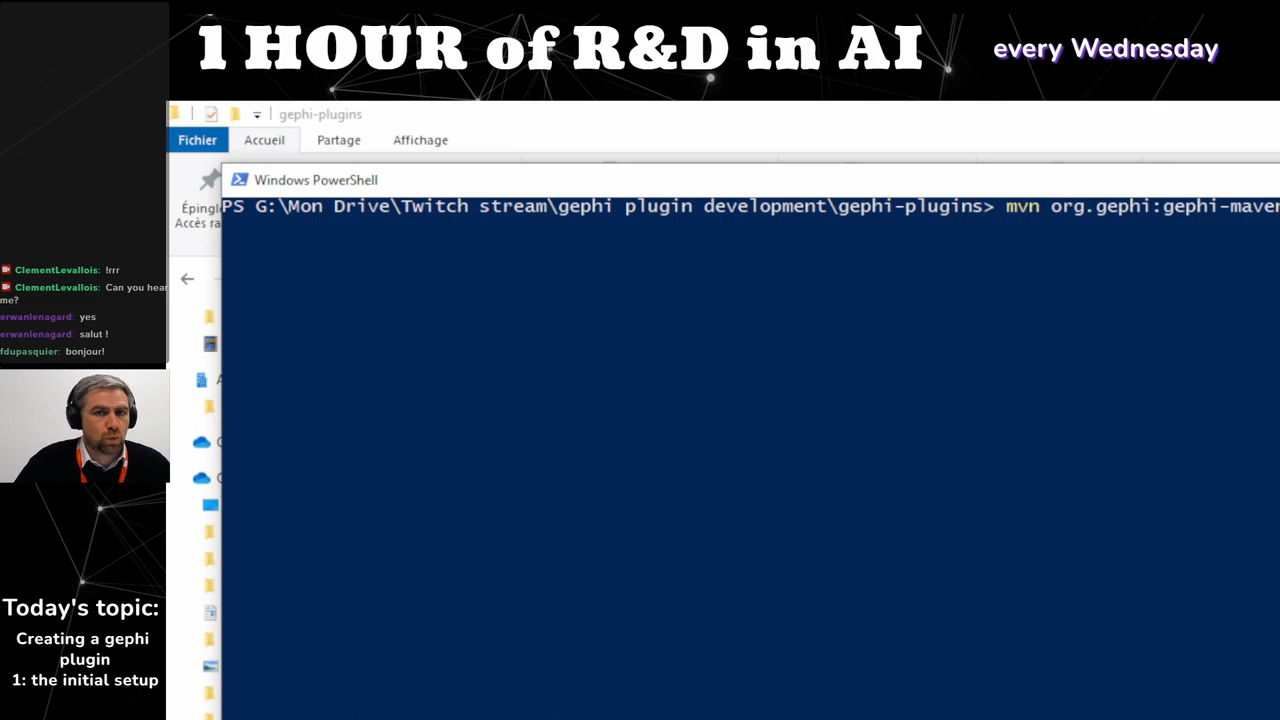 1 HOUR of R&D in AI
every Wednesday
gephi-plugins
Fichier
Accueil
Partage
Affichage
Windows PowerShell
PS G:\Mon Drive\Twitch stream\gephi plugin development\gephi-plugins> mvn org.gephi:gephi-maven
Épingl
Accès ra
ClementLevallois: !rrr
ClementLevallois: Can you hear
me?
erwanlenagard: yes
erwanlenagard: salut !
fdupasquier: bonjour!
Today's topic:
Creating a gephi
plugin
1: the initial setup